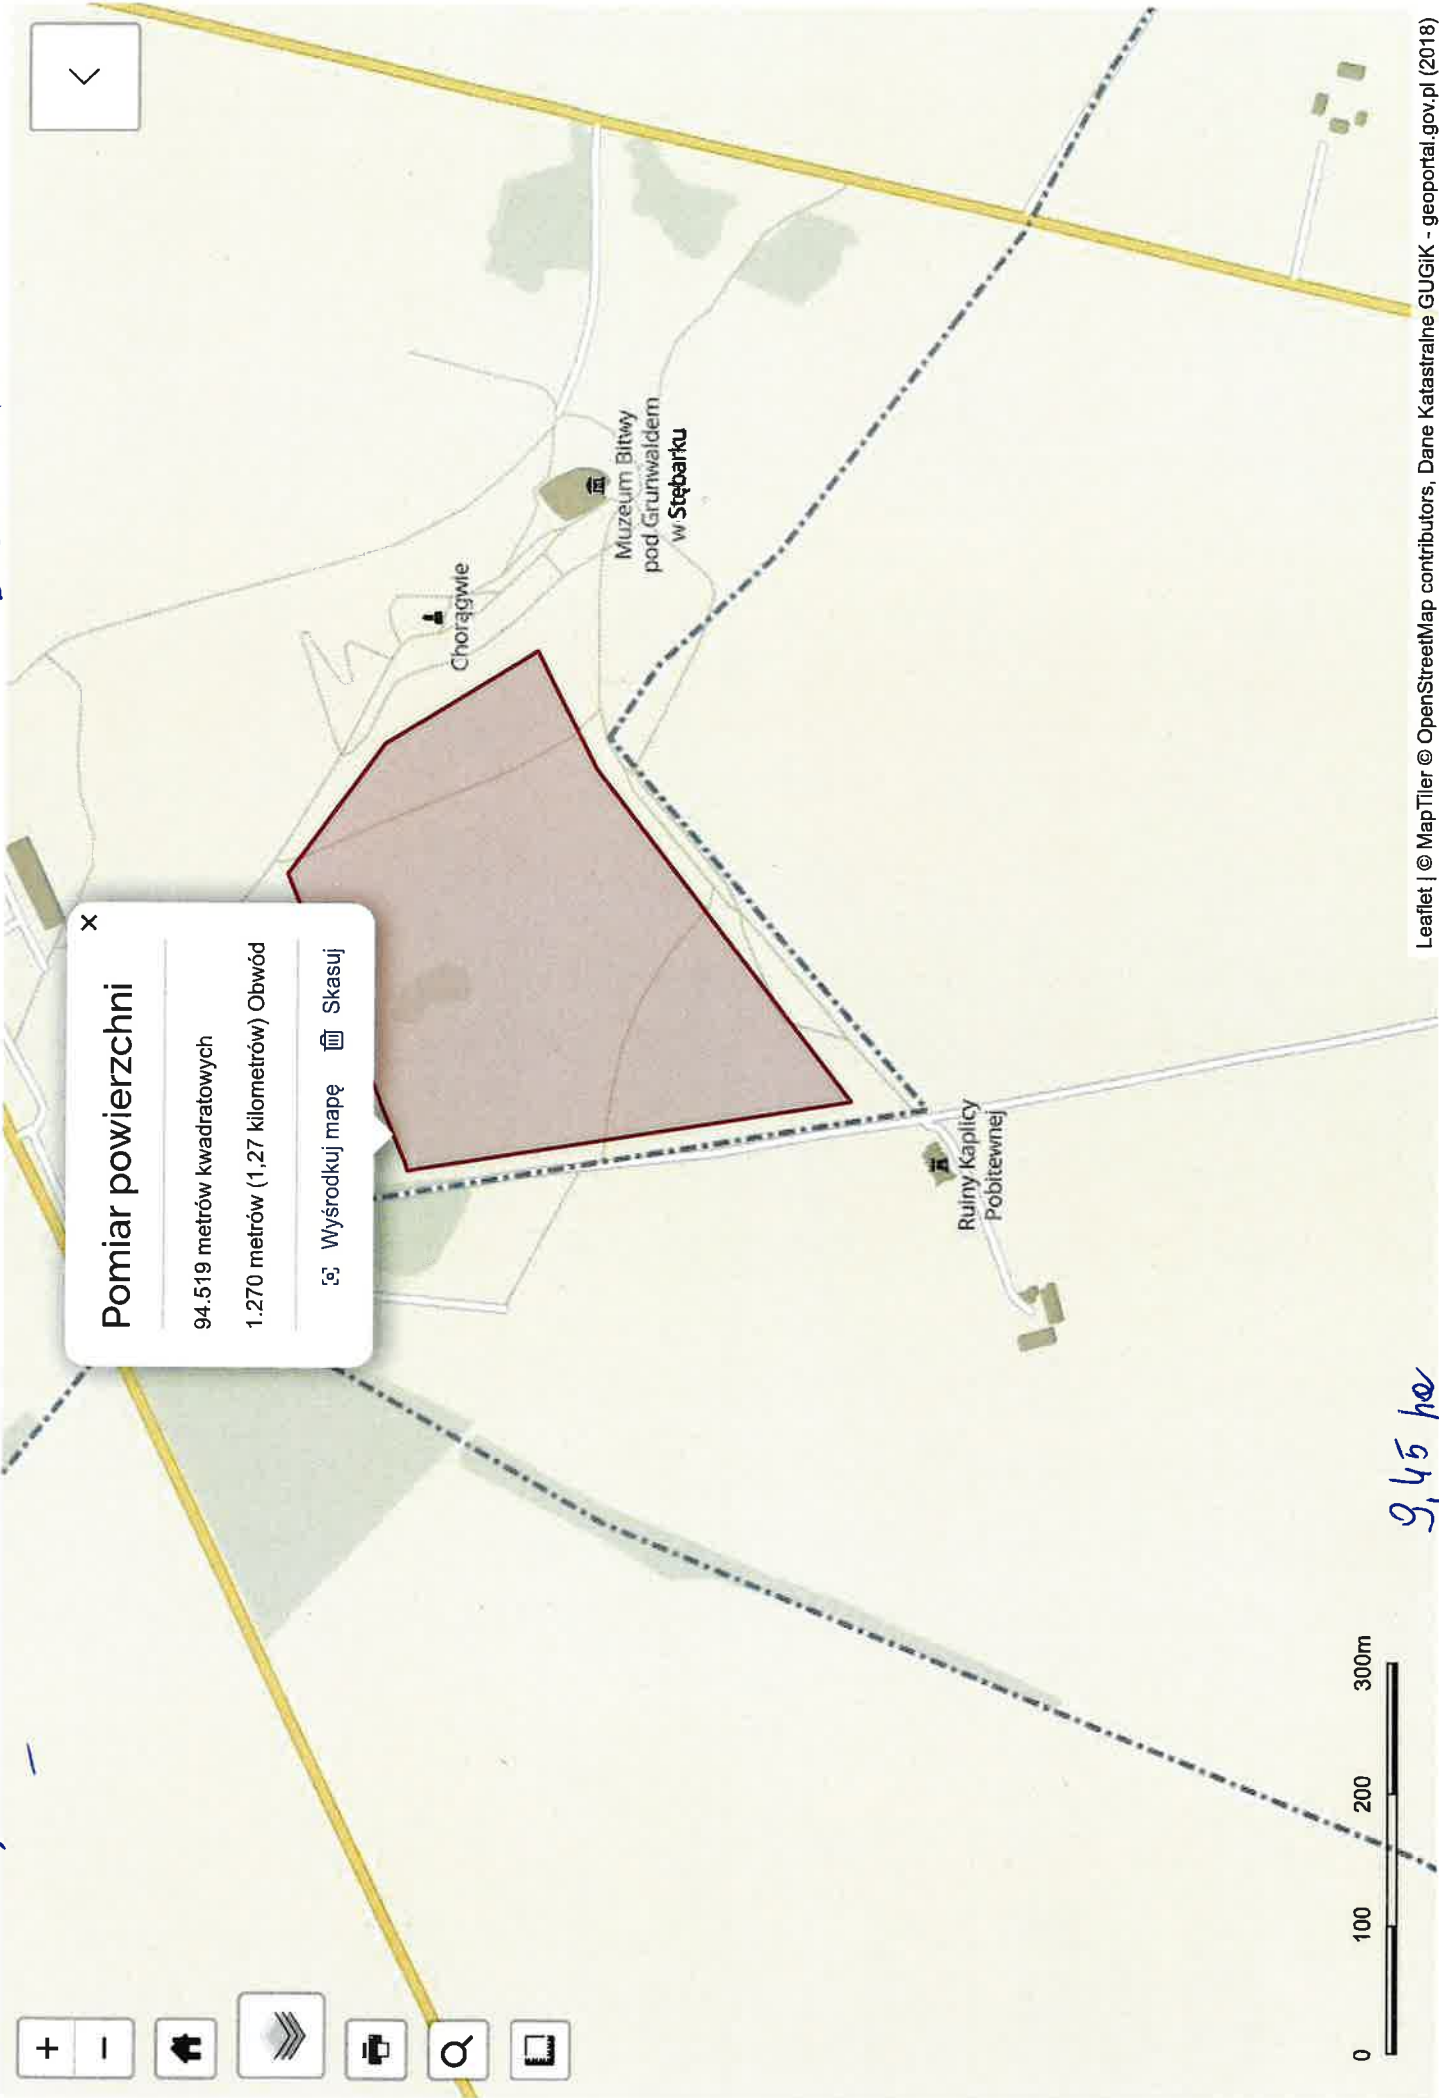 Pomiar powierzchni
×
94.519 metrów kwadratowych
1.270 metrów (1,27 kilometrów) Obwód
Wyśrodkuj mapę
Skasuj
Chorągwie
Muzeum Bitwy
pod Grunwaldem
w Stębarku
Ruiny Kaplicy
Pobitewnej
+
−
0 100 200 300m
9,45 ha
Leaflet | © MapTiler © OpenStreetMap contributors, Dane Katastralne GUGiK - geoportal.gov.pl (2018)